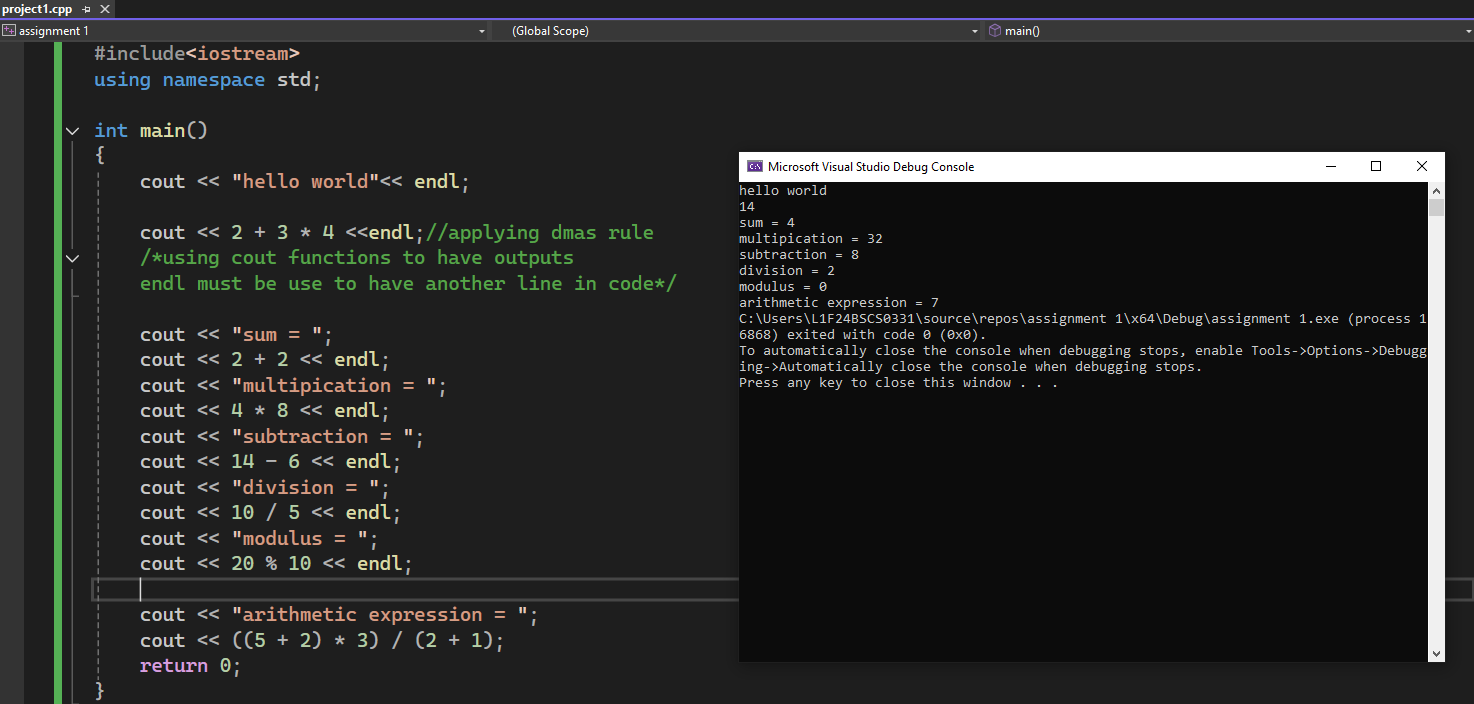 project1.cpp
assignment 1 (Global Scope) main()
#include<iostream>
using namespace std;
int main()
{
cout << "hello world"<< endl;
cout << 2 + 3 * 4 <<endl;//applying dmas rule
/*using cout functions to have outputs
endl must be use to have another line in code*/
cout << "sum = ";
cout << 2 + 2 << endl;
cout << "multipication = ";
cout << 4 * 8 << endl;
cout << "subtraction = ";
cout << 14 - 6 << endl;
cout << "division = ";
cout << 10 / 5 << endl;
cout << "modulus = ";
cout << 20 % 10 << endl;
cout << "arithmetic expression = ";
cout << ((5 + 2) * 3) / (2 + 1);
return 0;
}
Microsoft Visual Studio Debug Console
hello world
14
sum = 4
multipication = 32
subtraction = 8
division = 2
modulus = 0
arithmetic expression = 7
C:\Users\L1F24BSCS0331\source\repos\assignment 1\x64\Debug\assignment 1.exe (process 1
6868) exited with code 0 (0x0).
To automatically close the console when debugging stops, enable Tools->Options->Debugg
ing->Automatically close the console when debugging stops.
Press any key to close this window . . .